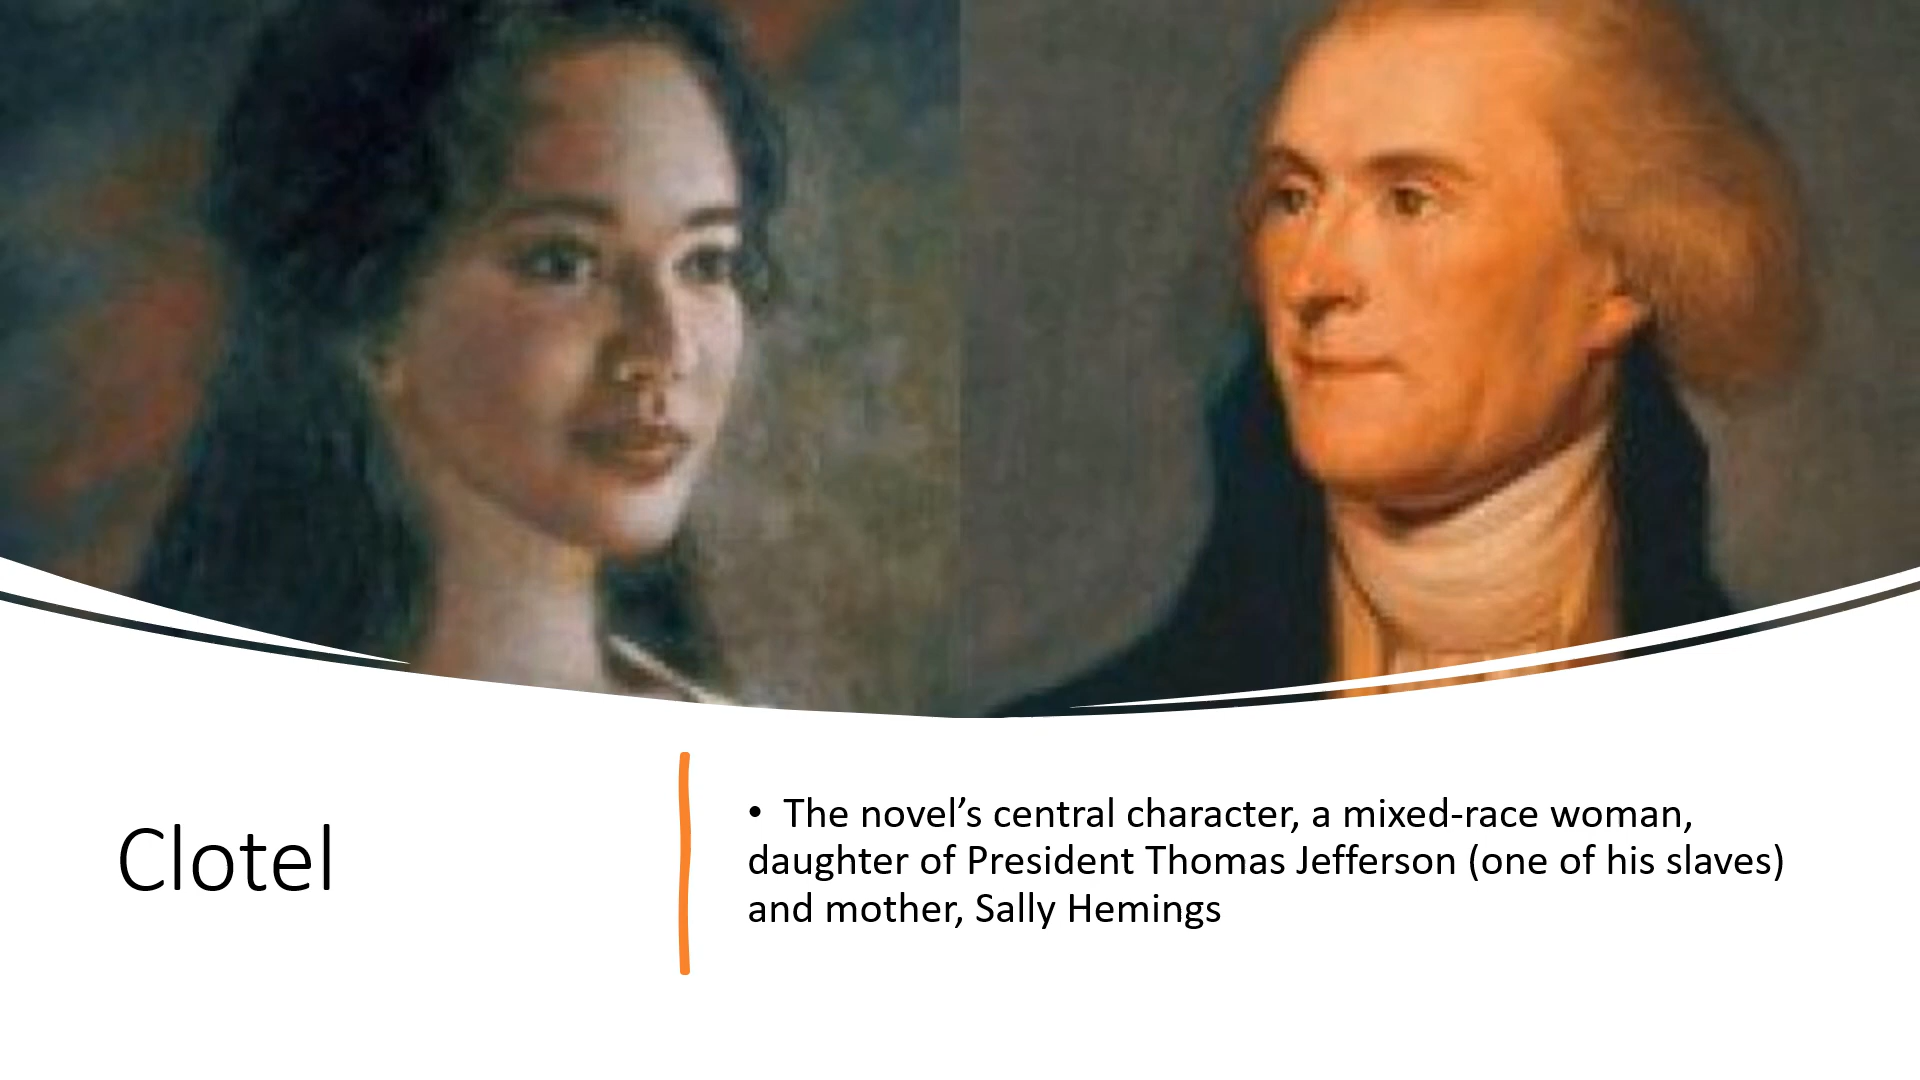 Clotel
• The novel’s central character, a mixed-race woman,
daughter of President Thomas Jefferson (one of his slaves)
and mother, Sally Hemings